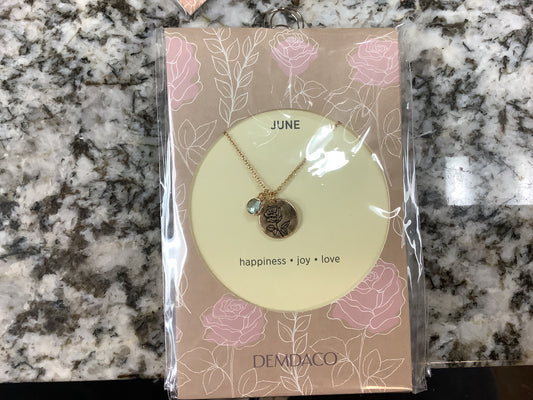 JUNE
happiness • joy • love
DEMDACO